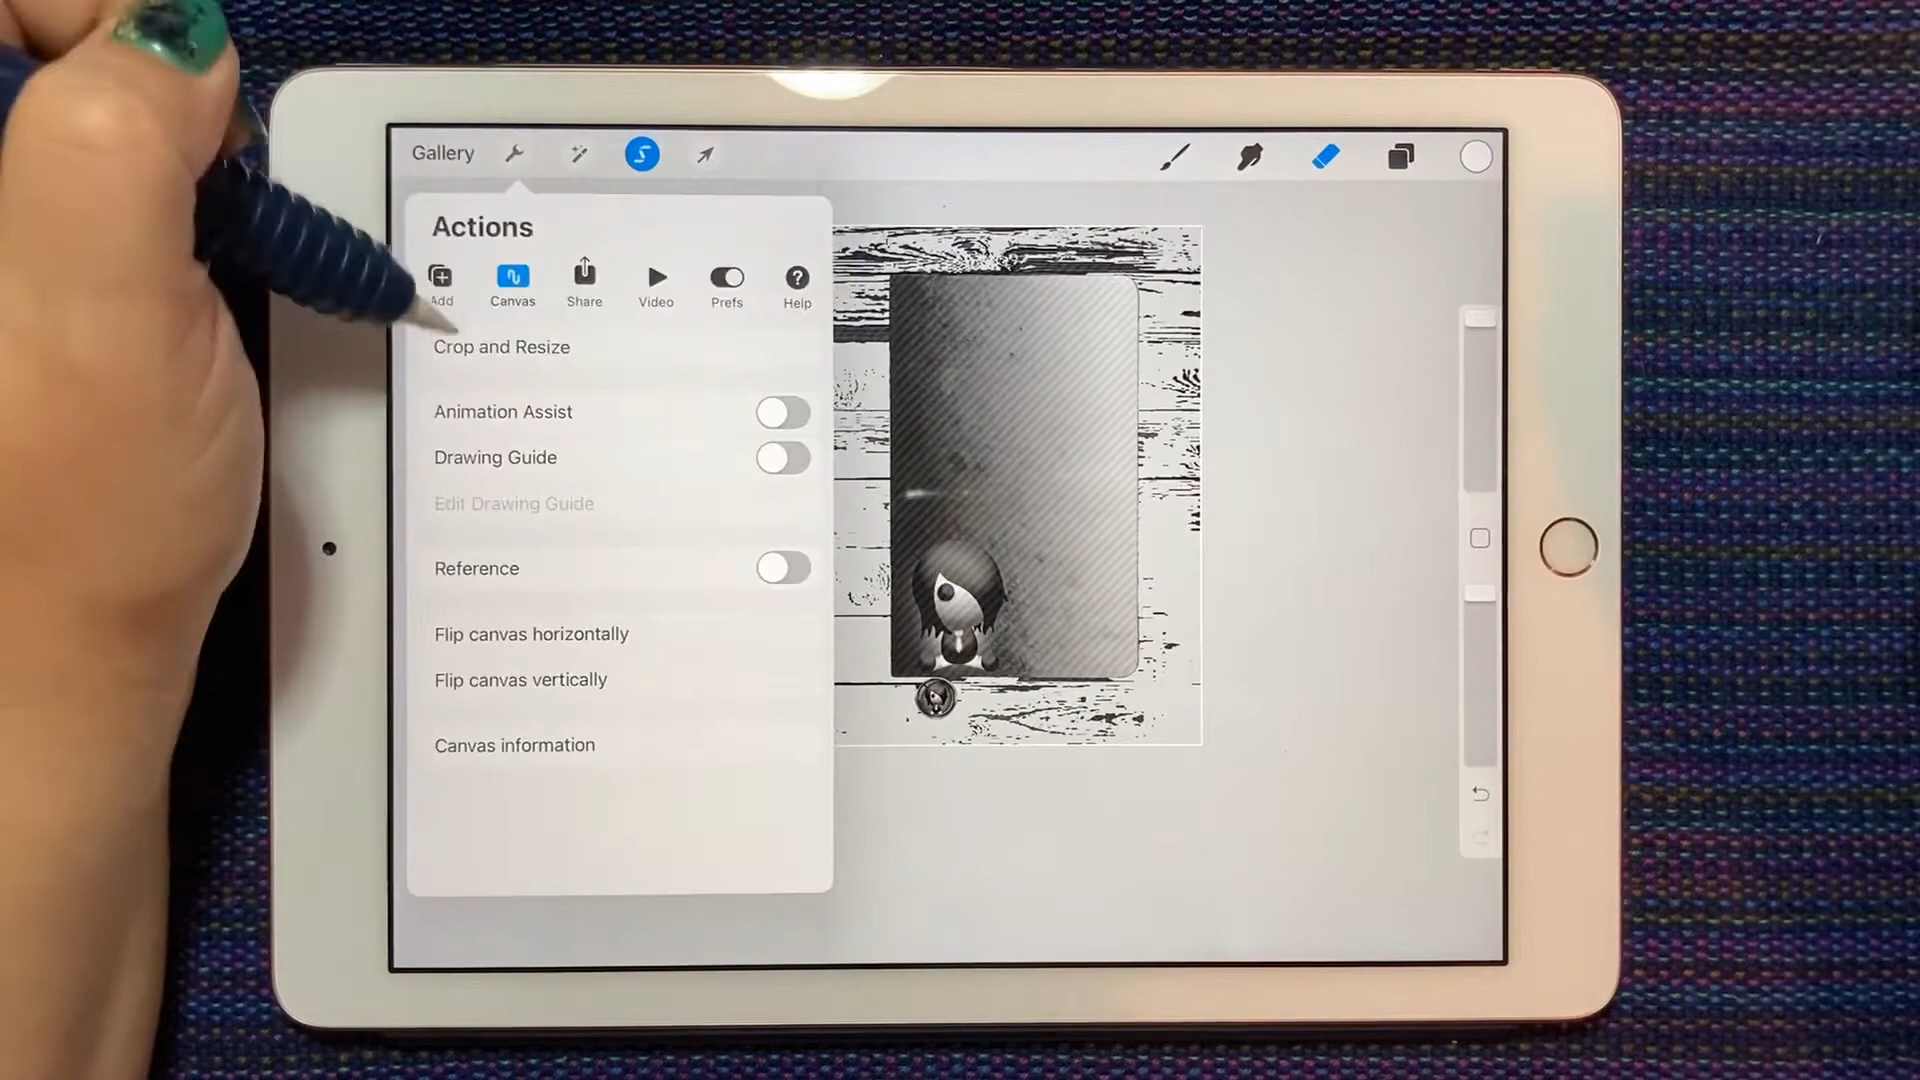 Gallery
Actions
Add Canvas Share Video Prefs Help
Crop and Resize
Animation Assist
Drawing Guide
Edit Drawing Guide
Reference
Flip canvas horizontally
Flip canvas vertically
Canvas information